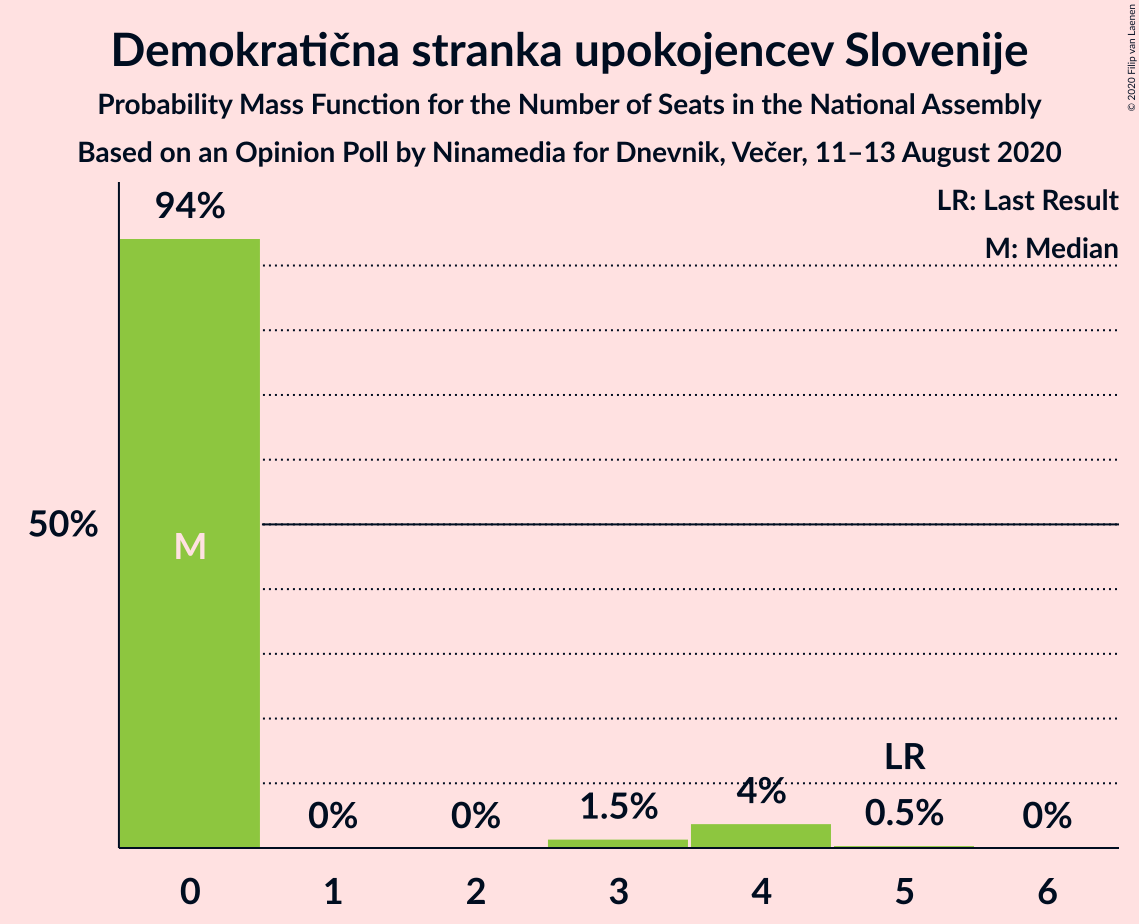 Demokratična stranka upokojencev Slovenije
Probability Mass Function for the Number of Seats in the National Assembly
Based on an Opinion Poll by Ninamedia for Dnevnik, Večer, 11–13 August 2020
© 2020 Filip van Laenen
LR: Last Result
M: Median
94%
50%
M
LR
0%
0%
1.5%
4%
0.5%
0%
0 1 2 3 4 5 6